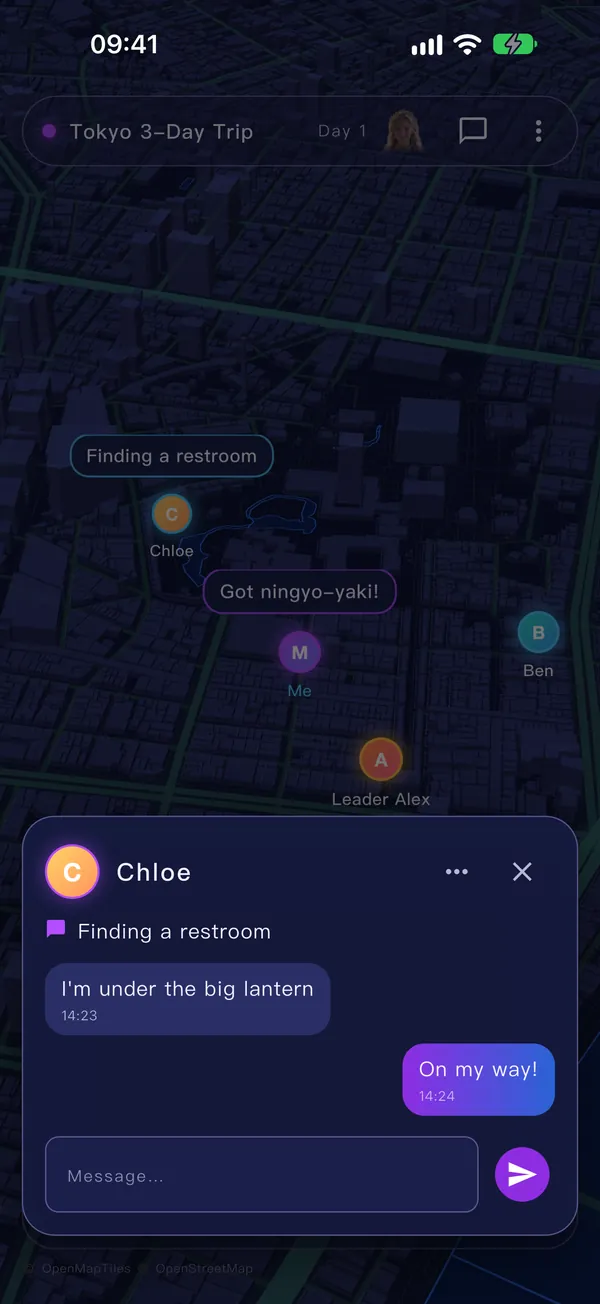 09:41
Tokyo 3-Day Trip
Day 1
Finding a restroom
C
Chloe
Got ningyo-yaki!
M
Me
B
Ben
A
Leader Alex
C
Chloe
Finding a restroom
I'm under the big lantern
14:23
On my way!
14:24
Message...
© OpenMapTiles © OpenStreetMap